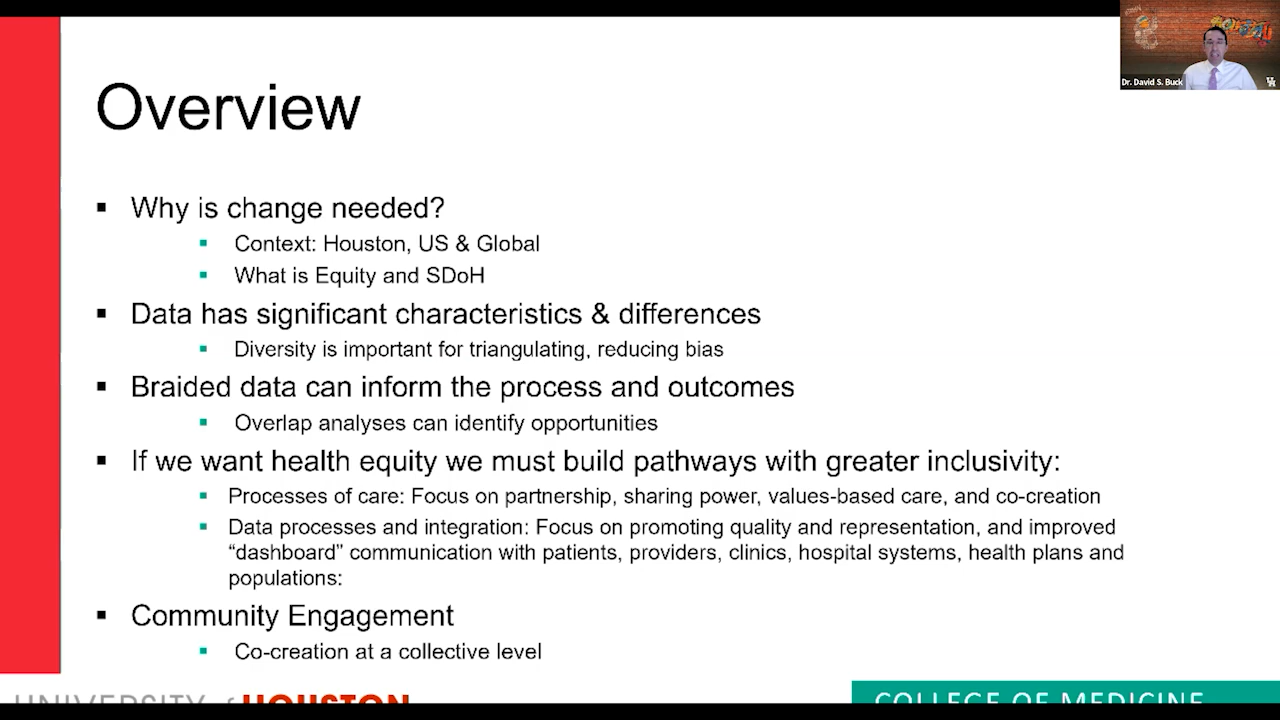 Dr. David S. Buck
Overview
Why is change needed?
Context: Houston, US & Global
What is Equity and SDoH
Data has significant characteristics & differences
Diversity is important for triangulating, reducing bias
Braided data can inform the process and outcomes
Overlap analyses can identify opportunities
If we want health equity we must build pathways with greater inclusivity:
Processes of care: Focus on partnership, sharing power, values-based care, and co-creation
Data processes and integration: Focus on promoting quality and representation, and improved
“dashboard” communication with patients, providers, clinics, hospital systems, health plans and
populations:
Community Engagement
Co-creation at a collective level
UNIVERSITY of HOUSTON
COLLEGE OF MEDICINE